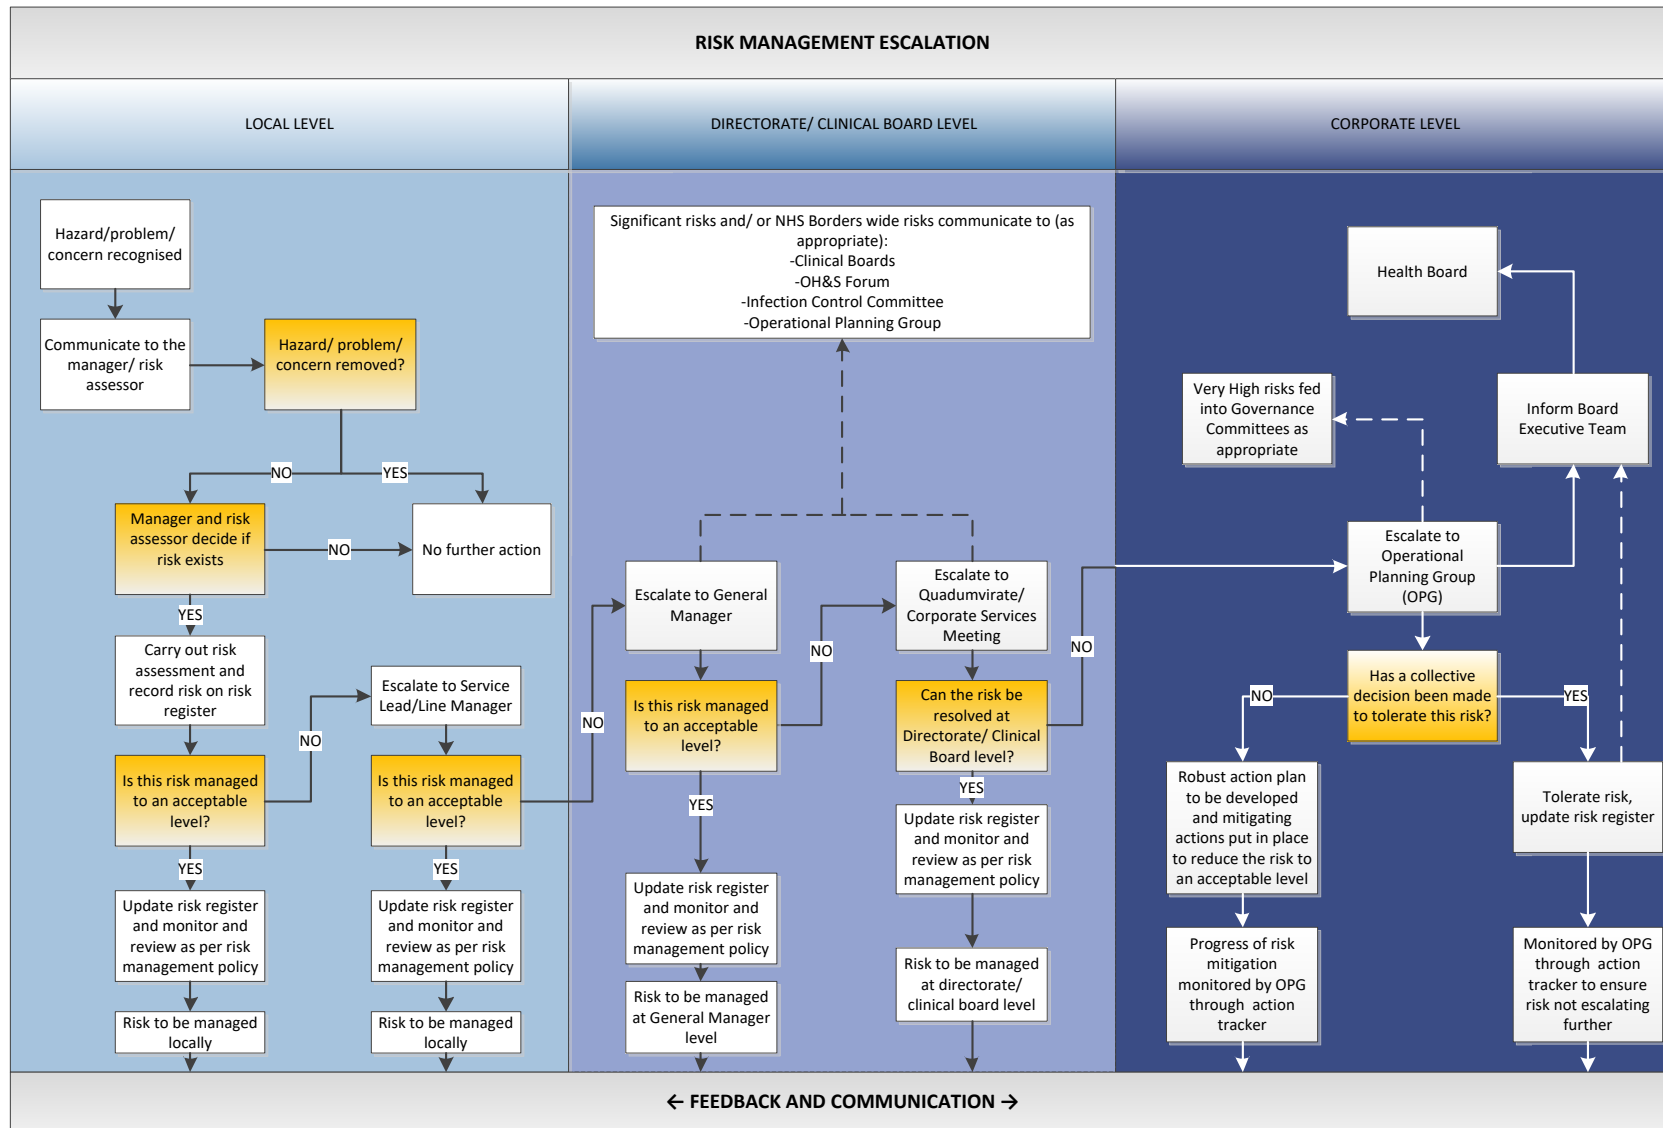 RISK MANAGEMENT ESCALATION
LOCAL LEVEL
DIRECTORATE/ CLINICAL BOARD LEVEL
CORPORATE LEVEL
Hazard/problem/
concern recognised
Communicate to the
manager/ risk
assessor
Hazard/ problem/
concern removed?
NO
YES
Manager and risk
assessor decide if
risk exists
NO
No further action
YES
Carry out risk
assessment and
record risk on risk
register
NO
Escalate to Service
Lead/Line Manager
Is this risk managed
to an acceptable
level?
Is this risk managed
to an acceptable
level?
YES
YES
Update risk register
and monitor and
review as per risk
management policy
Update risk register
and monitor and
review as per risk
management policy
Risk to be managed
locally
Risk to be managed
locally
NO
Significant risks and/ or NHS Borders wide risks communicate to (as
appropriate):
-Clinical Boards
-OH&S Forum
-Infection Control Committee
-Operational Planning Group
Escalate to General
Manager
NO
Escalate to
Quadumvirate/
Corporate Services
Meeting
NO
Is this risk managed
to an acceptable
level?
Can the risk be
resolved at
Directorate/ Clinical
Board level?
YES
YES
Update risk register
and monitor and
review as per risk
management policy
Update risk register
and monitor and
review as per risk
management policy
Risk to be managed
at General Manager
level
Risk to be managed
at directorate/
clinical board level
Health Board
Very High risks fed
into Governance
Committees as
appropriate
Inform Board
Executive Team
Escalate to
Operational
Planning Group
(OPG)
Has a collective
decision been made
to tolerate this risk?
NO
YES
Robust action plan
to be developed
and mitigating
actions put in place
to reduce the risk to
an acceptable level
Tolerate risk,
update risk register
Progress of risk
mitigation
monitored by OPG
through action
tracker
Monitored by OPG
through action
tracker to ensure
risk not escalating
further
← FEEDBACK AND COMMUNICATION →